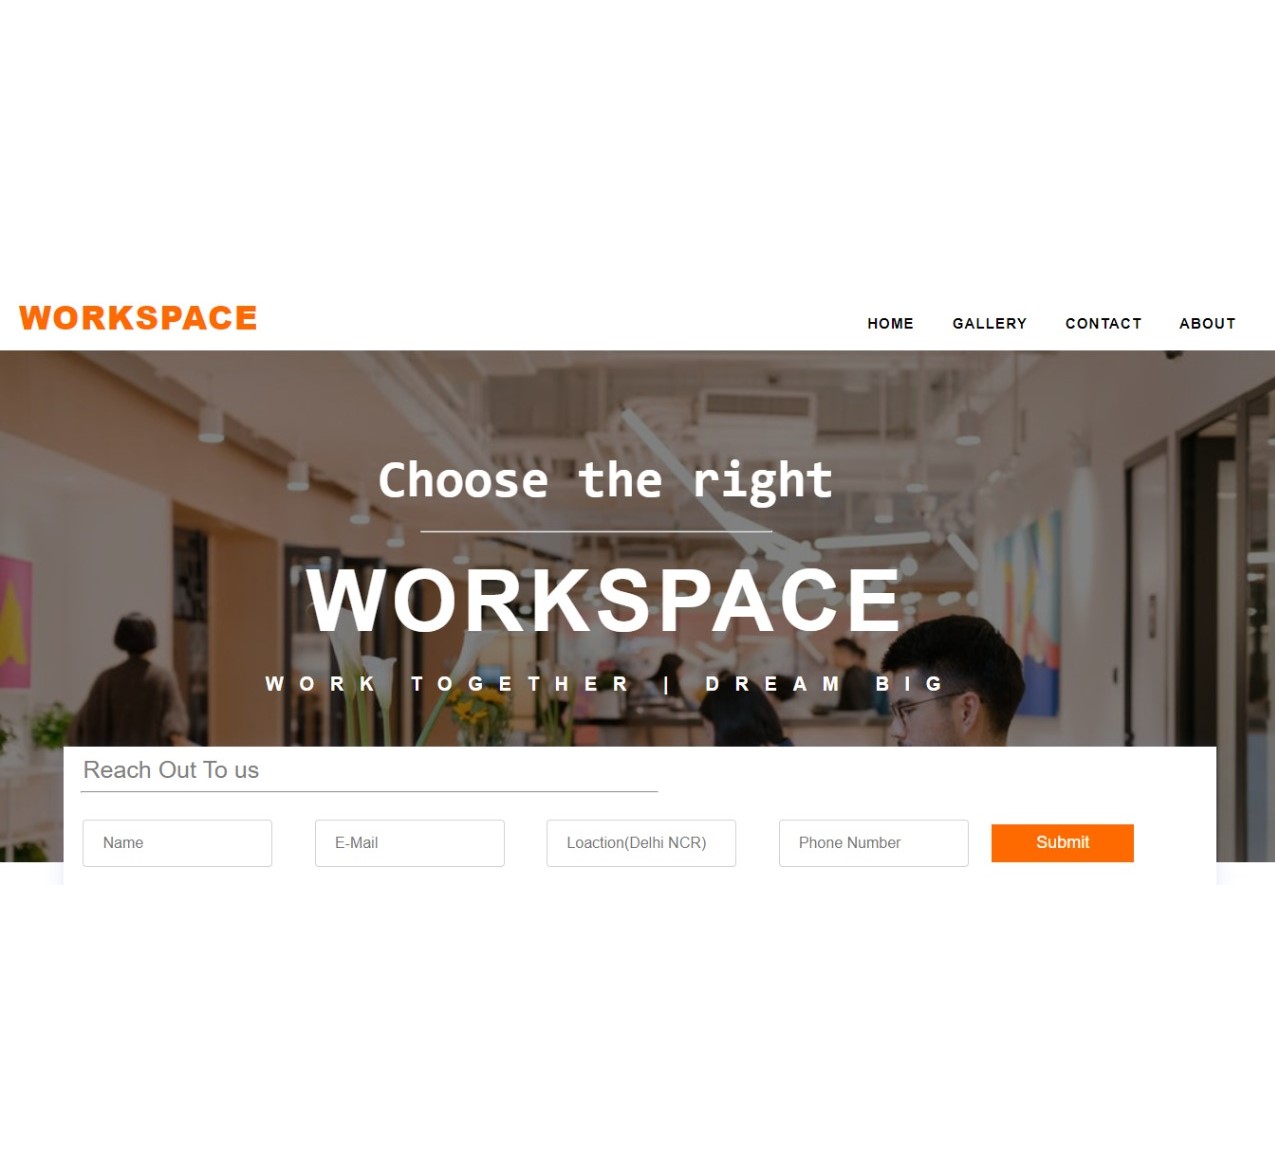 WORKSPACE
HOME GALLERY CONTACT ABOUT
Choose the right
WORKSPACE
WORK TOGETHER | DREAM BIG
Reach Out To us
Name E-Mail Loaction(Delhi NCR) Phone Number Submit